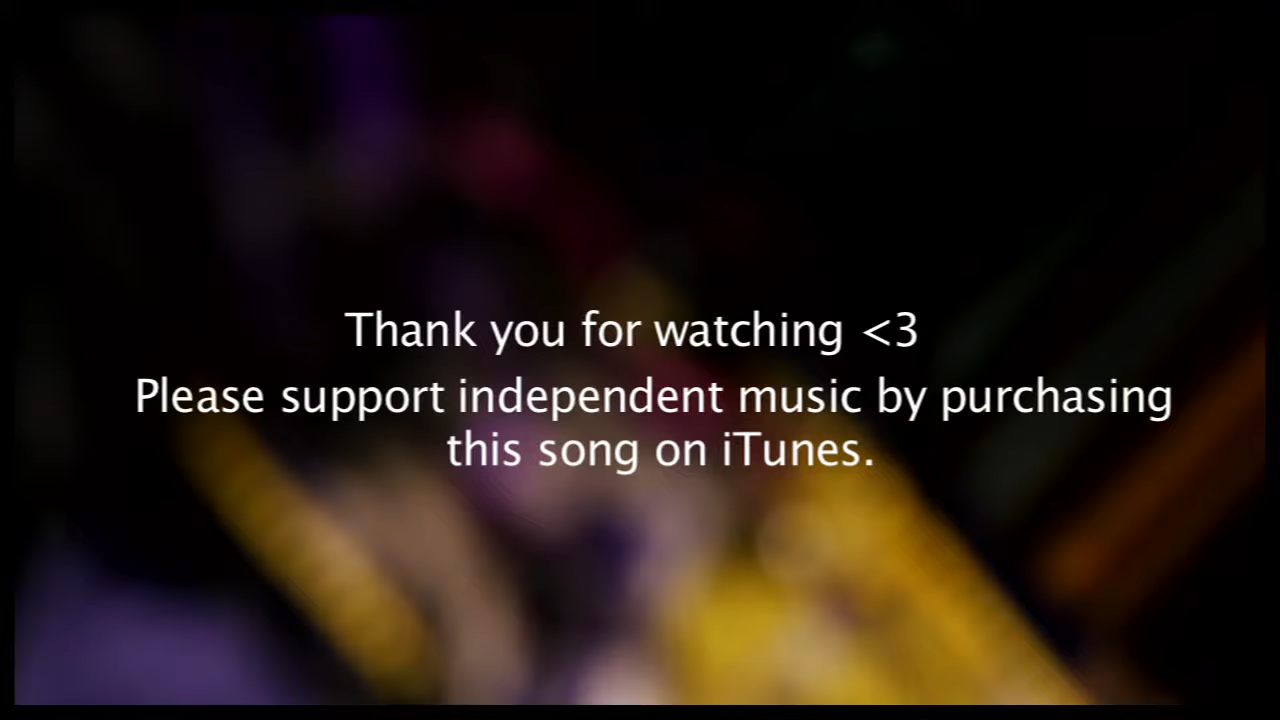 Thank you for watching <3
Please support independent music by purchasing
this song on iTunes.